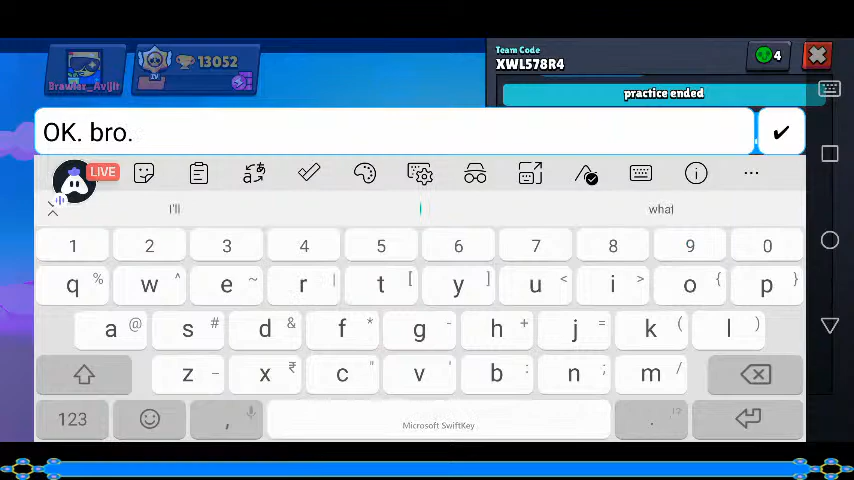 Team Code
XWL578R4
4
Brawler_Avijit
13052
practice ended
OK. bro.
LIVE
I'll
what
1 2 3 4 5 6 7 8 9 0
q % w ^ e ~ r | t [ y ] u < i > o { p }
a @ s # d & f * g - h + j = k ( l )
z _ x ₹ c " v ' b : n ; m /
123 , Microsoft SwiftKey . !?